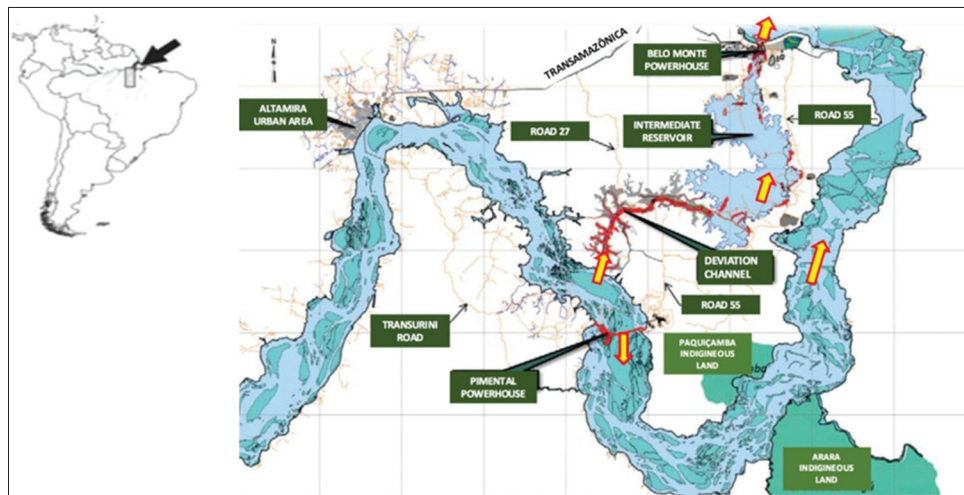 N
TRANSAMAZÔNICA
BELO MONTE
POWERHOUSE
ALTAMIRA
URBAN AREA
ROAD 27
INTERMEDIATE
RESERVOIR
ROAD 55
DEVIATION
CHANNEL
ROAD 55
TRANSURINI
ROAD
PAQUIÇAMBA
INDIGINEOUS
LAND
PIMENTAL
POWERHOUSE
ARARA
INDIGINEOUS
LAND